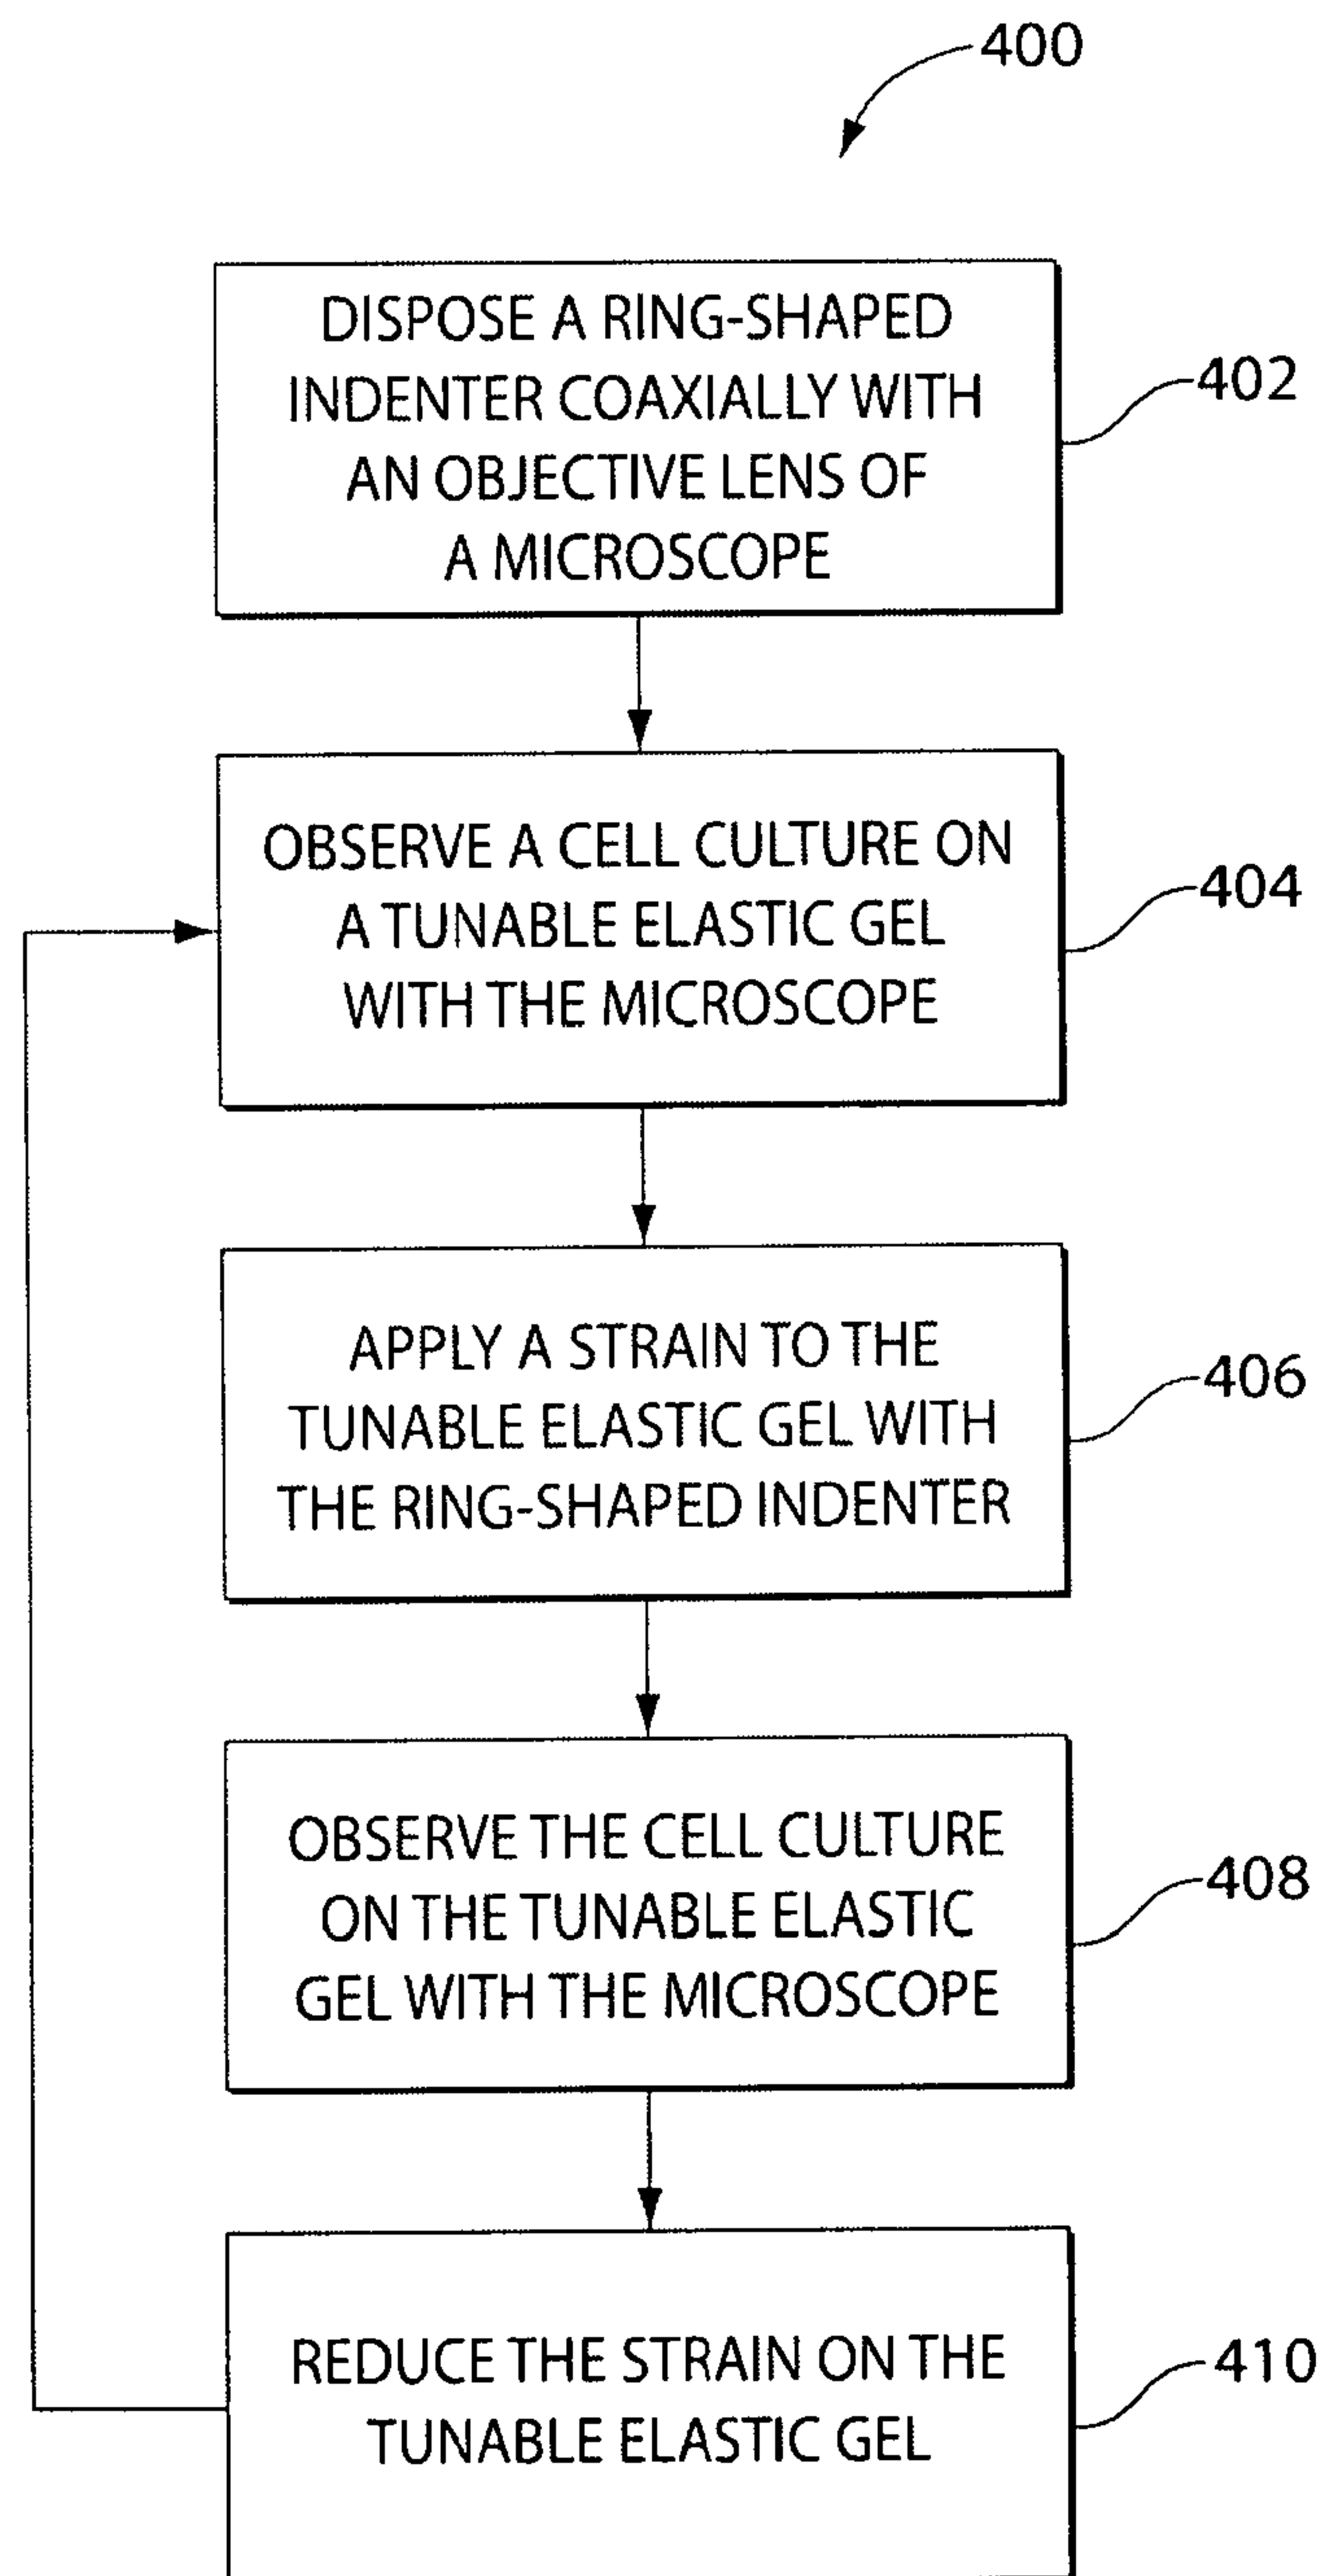 400
DISPOSE A RING-SHAPED
INDENTER COAXIALLY WITH
AN OBJECTIVE LENS OF
A MICROSCOPE
402
OBSERVE A CELL CULTURE ON
A TUNABLE ELASTIC GEL
WITH THE MICROSCOPE
404
APPLY A STRAIN TO THE
TUNABLE ELASTIC GEL WITH
THE RING-SHAPED INDENTER
406
OBSERVE THE CELL CULTURE
ON THE TUNABLE ELASTIC
GEL WITH THE MICROSCOPE
408
REDUCE THE STRAIN ON THE
TUNABLE ELASTIC GEL
410